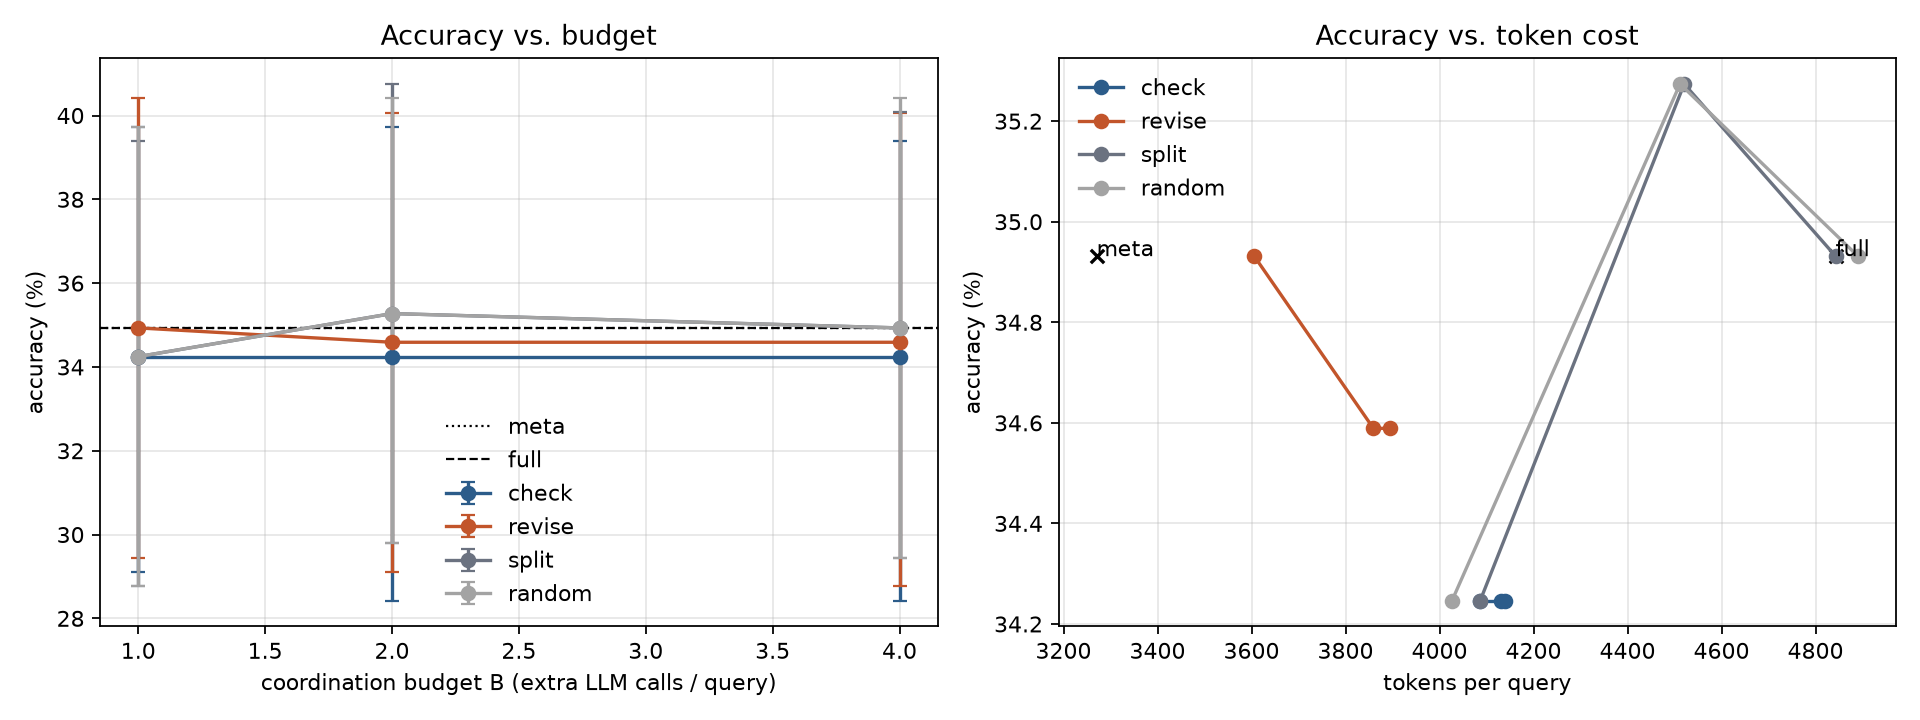 Accuracy vs. budget
accuracy (%)
40
38
36
34
32
30
28
meta
full
check
revise
split
random
1.0 1.5 2.0 2.5 3.0 3.5 4.0
coordination budget B (extra LLM calls / query)
Accuracy vs. token cost
accuracy (%)
35.2
35.0
34.8
34.6
34.4
34.2
check
revise
split
random
meta
full
3200 3400 3600 3800 4000 4200 4400 4600 4800
tokens per query